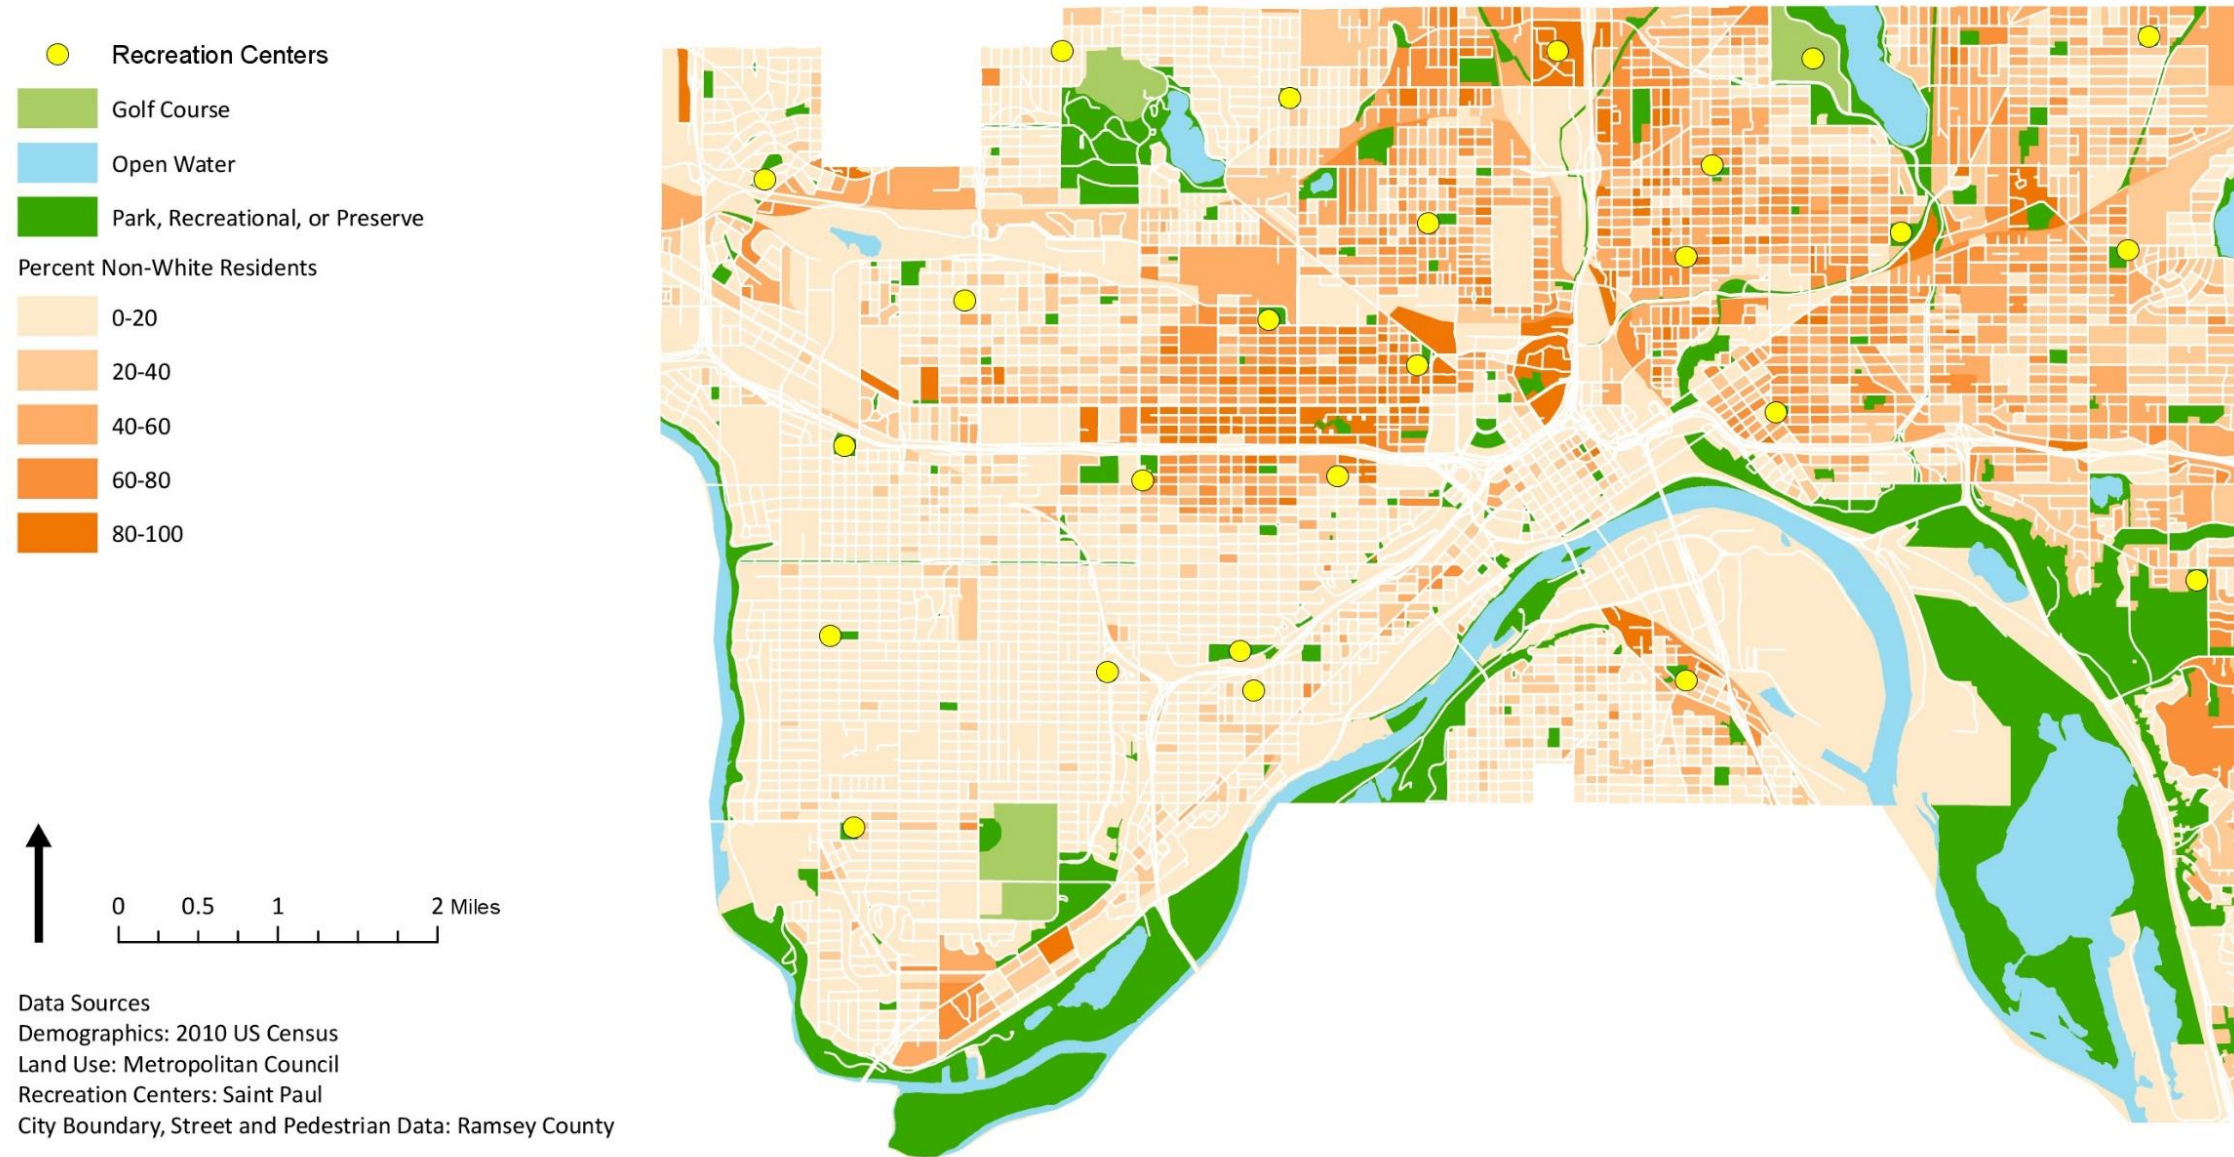 Recreation Centers
Golf Course
Open Water
Park, Recreational, or Preserve
Percent Non-White Residents
0-20
20-40
40-60
60-80
80-100
0 0.5 1 2 Miles
Data Sources
Demographics: 2010 US Census
Land Use: Metropolitan Council
Recreation Centers: Saint Paul
City Boundary, Street and Pedestrian Data: Ramsey County